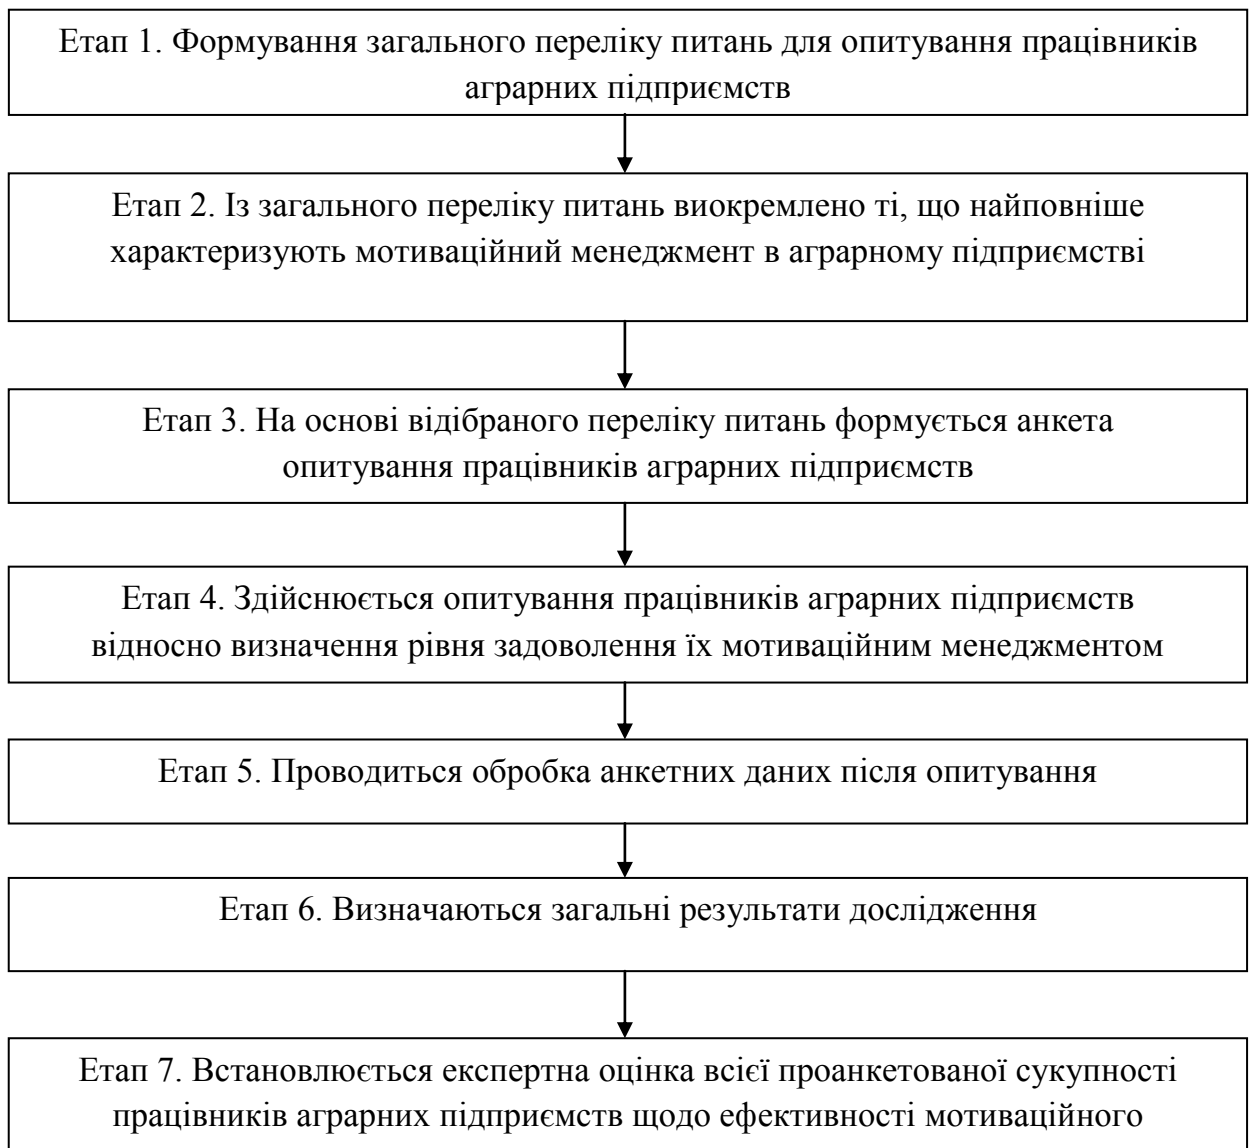 Етап 1. Формування загального переліку питань для опитування працівників
аграрних підприємств
Етап 2. Із загального переліку питань виокремлено ті, що найповніше
характеризують мотиваційний менеджмент в аграрному підприємстві
Етап 3. На основі відібраного переліку питань формується анкета
опитування працівників аграрних підприємств
Етап 4. Здійснюється опитування працівників аграрних підприємств
відносно визначення рівня задоволення їх мотиваційним менеджментом
Етап 5. Проводиться обробка анкетних даних після опитування
Етап 6. Визначаються загальні результати дослідження
Етап 7. Встановлюється експертна оцінка всієї проанкетованої сукупності
працівників аграрних підприємств щодо ефективності мотиваційного